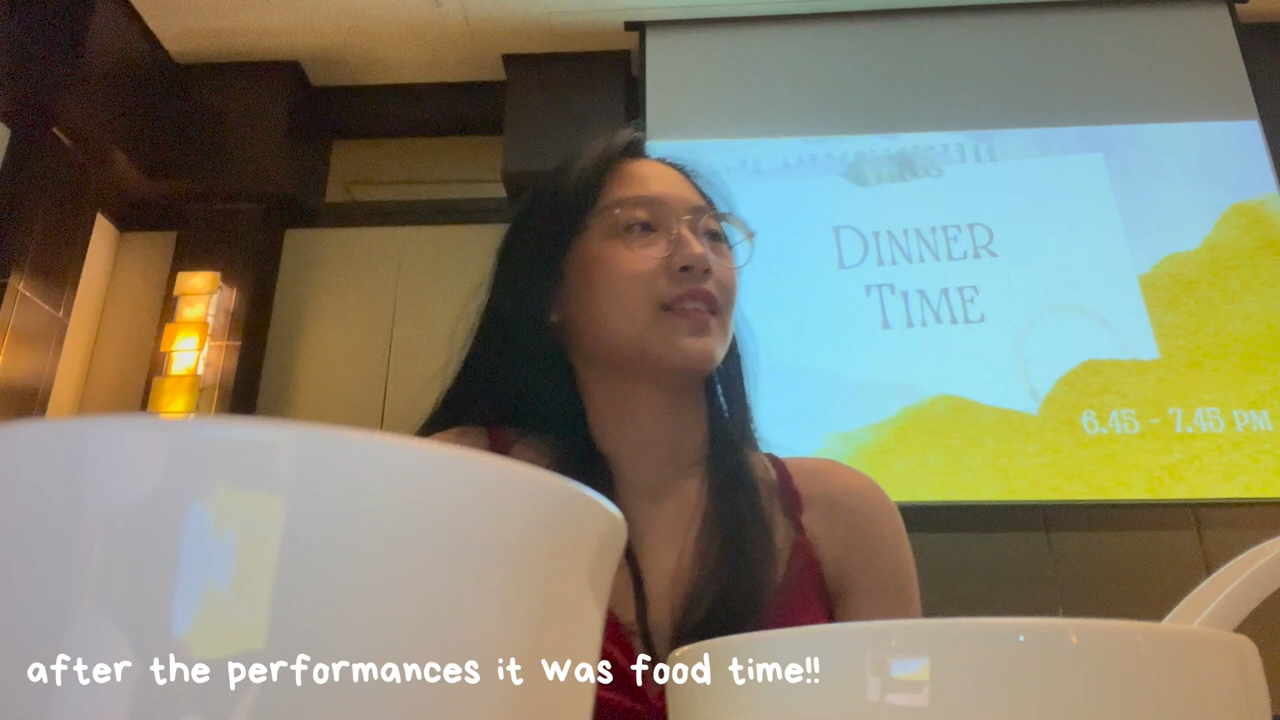 DINNER
TIME
6.45 - 7.45 PM
after the performances it was food time!!